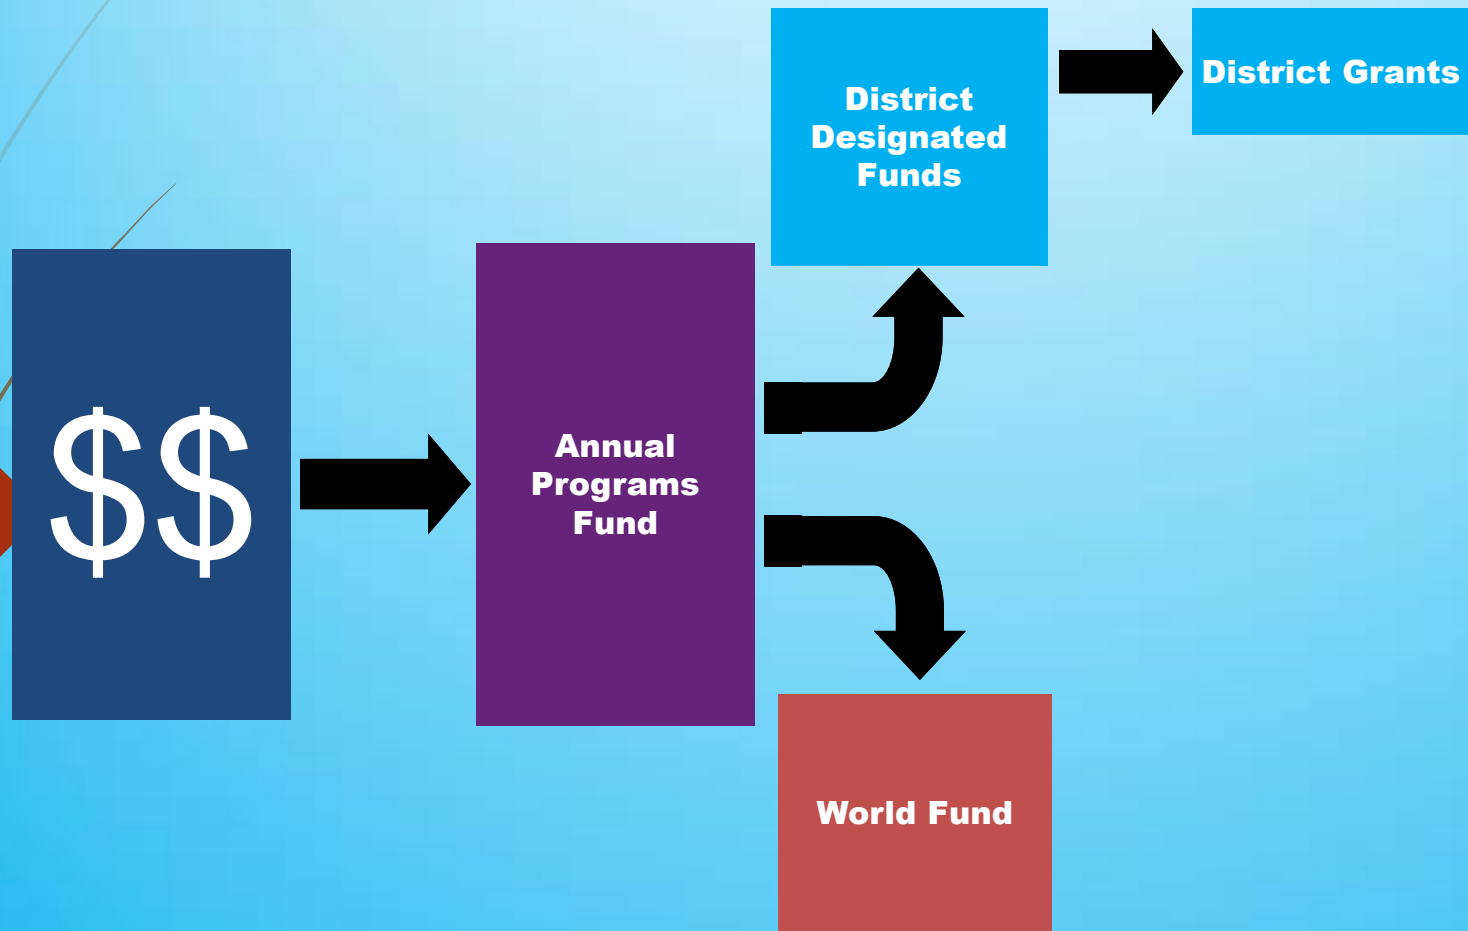 $$
Annual
Programs
Fund
District
Designated
Funds
District Grants
World Fund